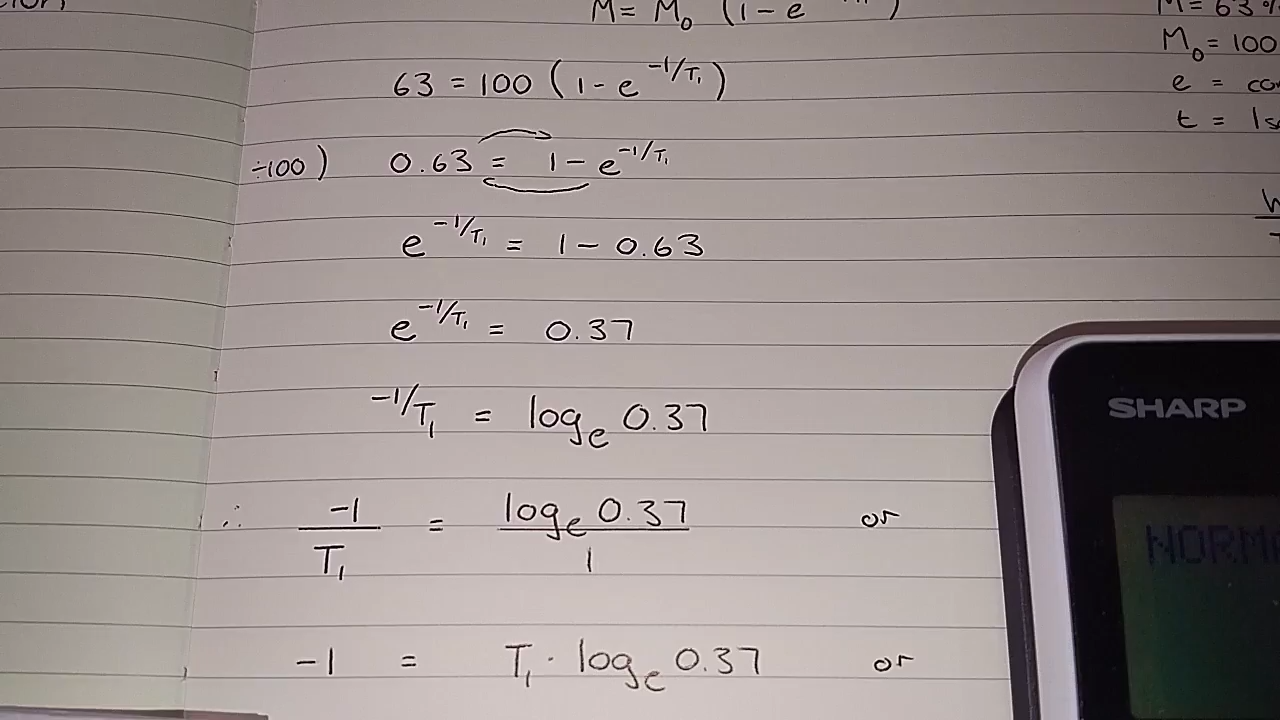 M = M₀ (1 - e
63 = 100 (1 - e^-1/T₁)
÷100) 0.63 = 1 - e^-1/T₁
e^-1/T₁ = 1 - 0.63
e^-1/T₁ = 0.37
-1/T₁ = logₑ 0.37
∴ -1/T₁ = logₑ 0.37/1 or
-1 = T₁ · logₑ 0.37 or
M = 63%
M₀ = 100
e =
t = 1
SHARP
NORM